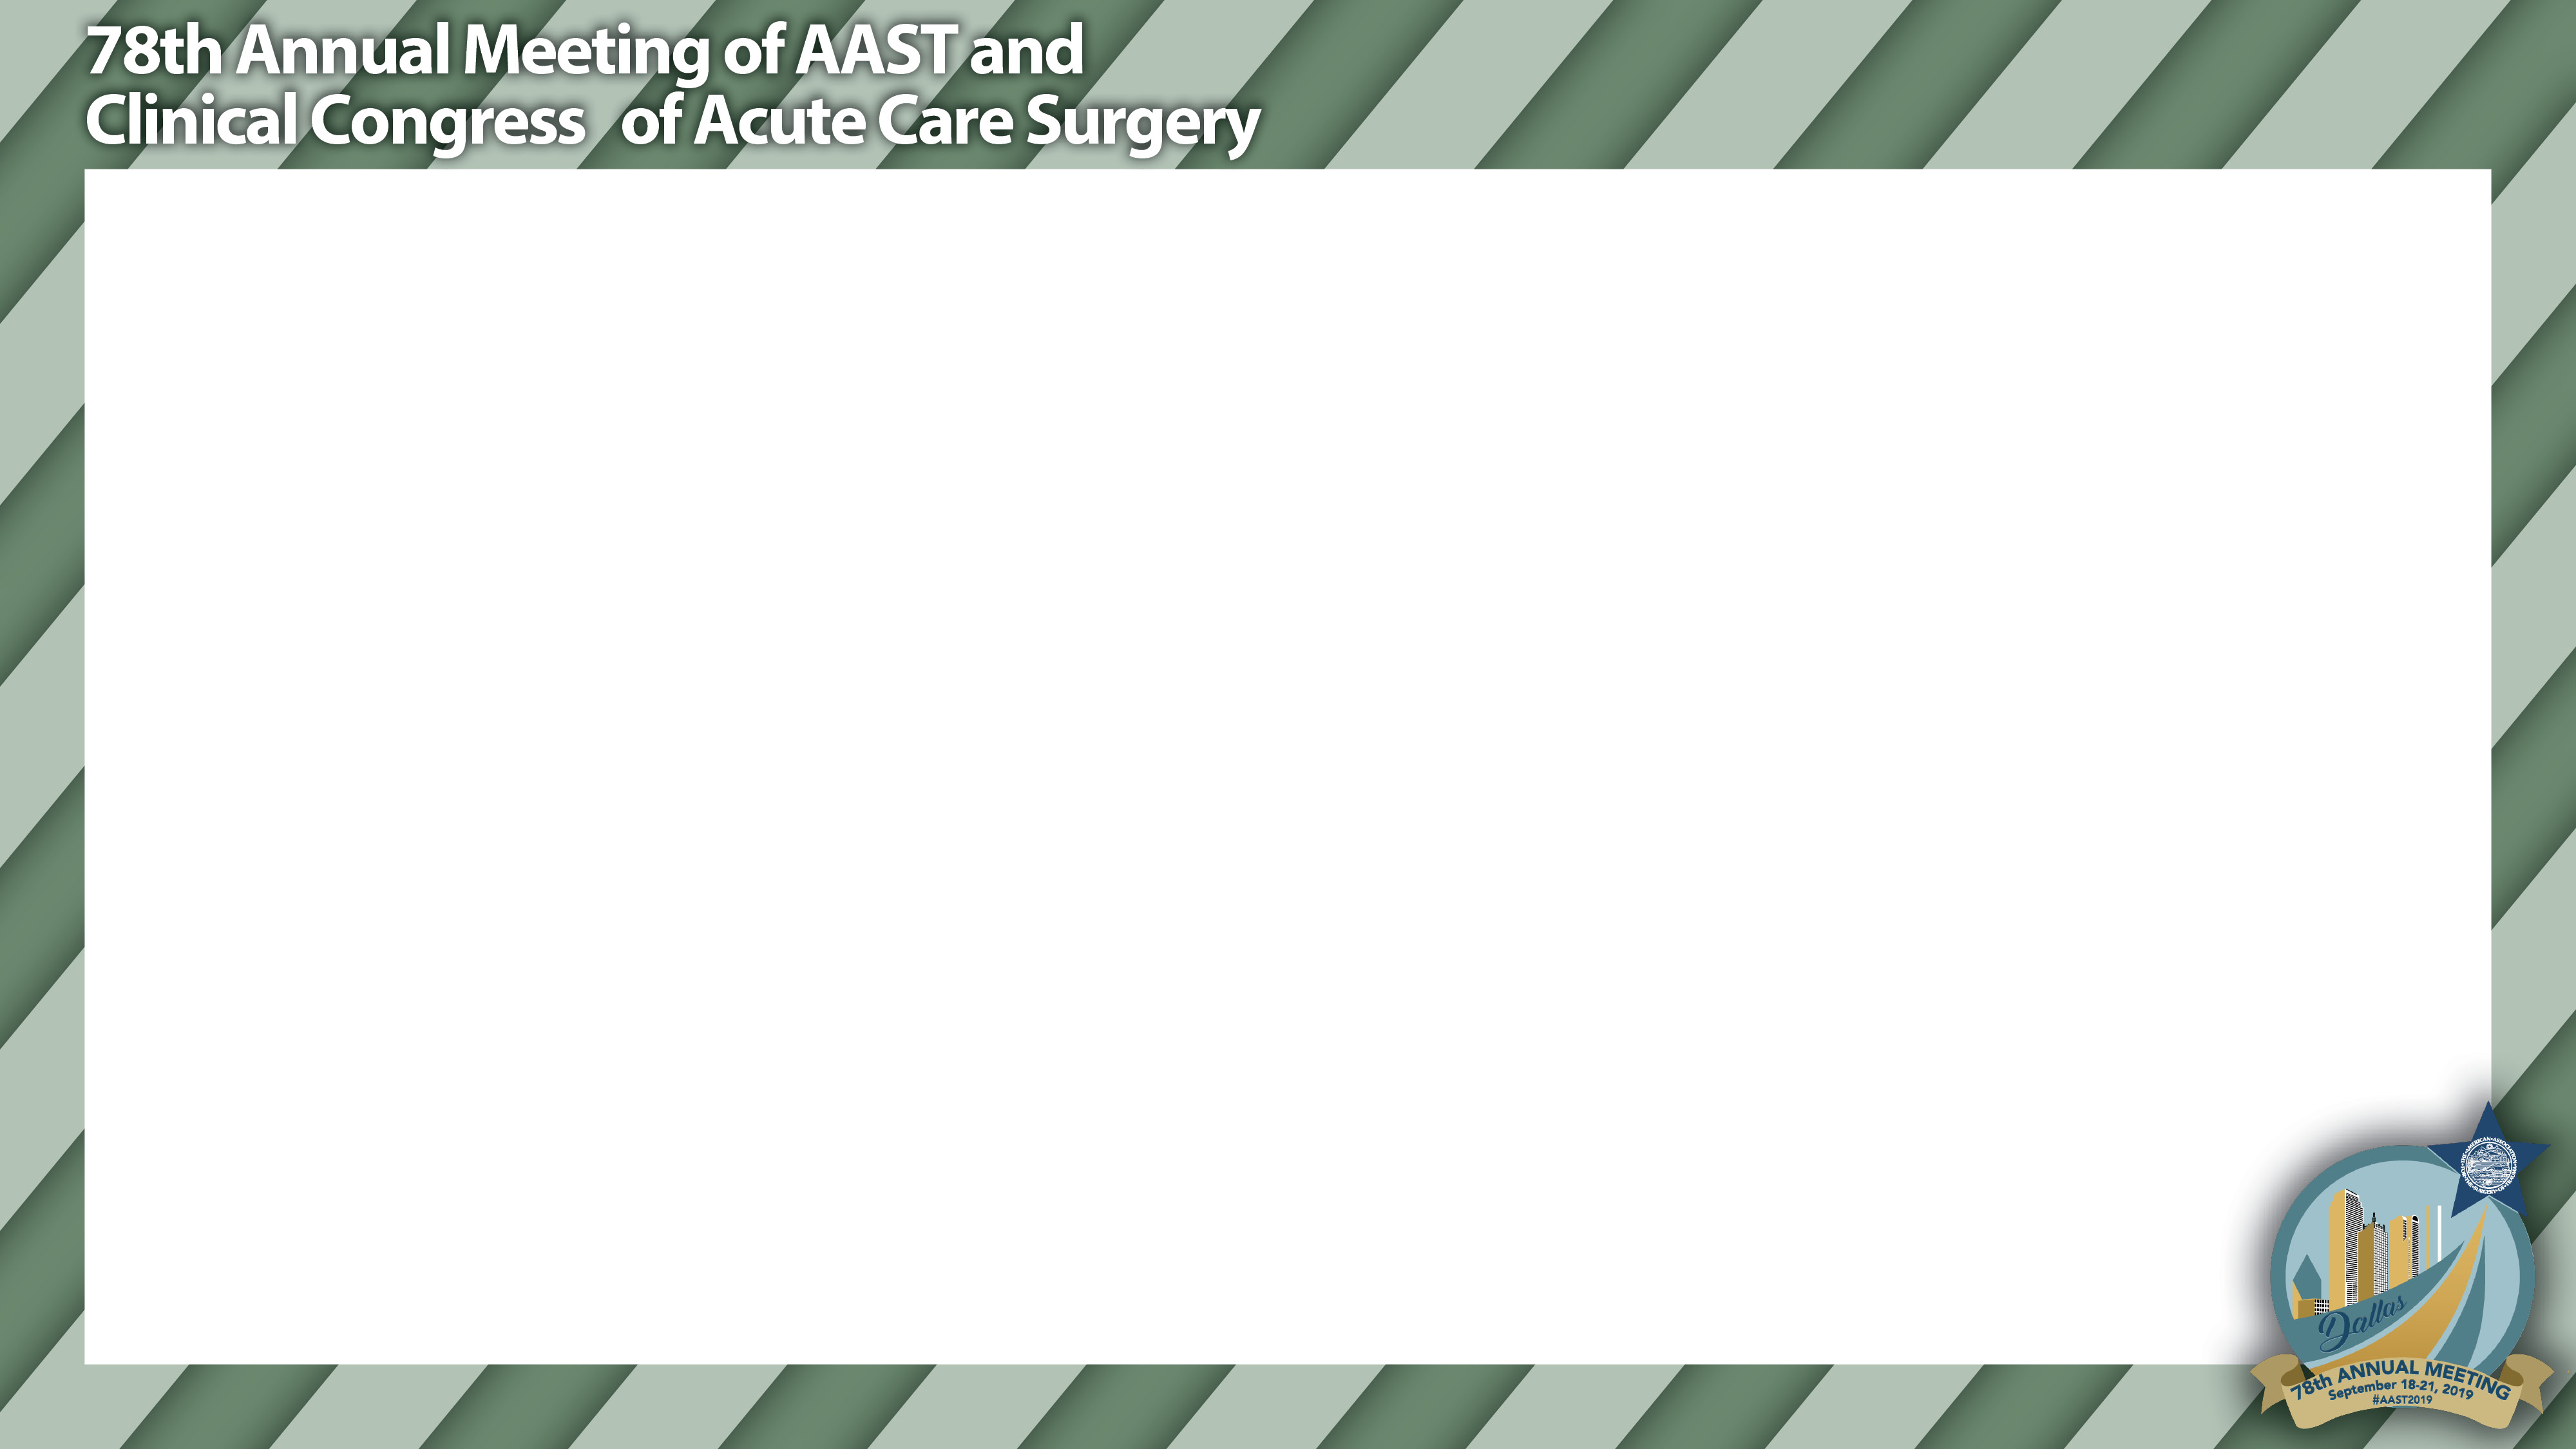 78th Annual Meeting of AAST and
Clinical Congress of Acute Care Surgery
Dallas
78th ANNUAL MEETING
September 18-21, 2019
#AAST2019